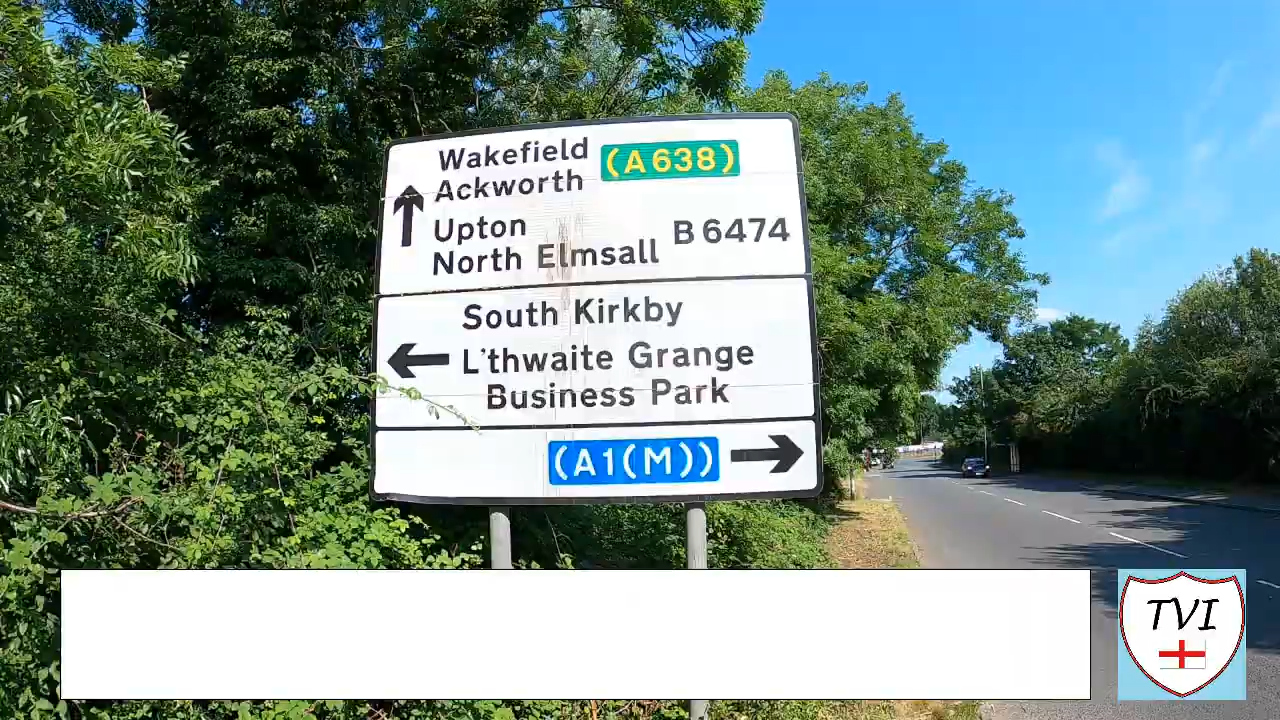 Wakefield (A638)
Ackworth
Upton
North Elmsall B6474
South Kirkby
L'thwaite Grange
Business Park
(A1(M))
TVI